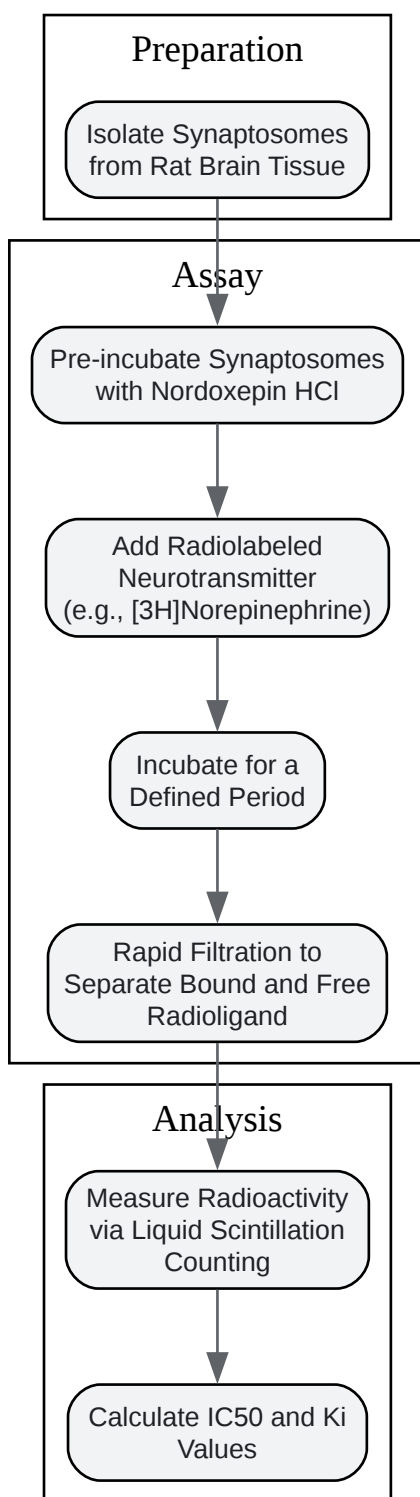 Preparation
Isolate Synaptosomes
from Rat Brain Tissue
Assay
Pre-incubate Synaptosomes
with Nordoxepin HCl
Add Radiolabeled
Neurotransmitter
(e.g., [3H]Norepinephrine)
Incubate for a
Defined Period
Rapid Filtration to
Separate Bound and Free
Radioligand
Analysis
Measure Radioactivity
via Liquid Scintillation
Counting
Calculate IC50 and Ki
Values